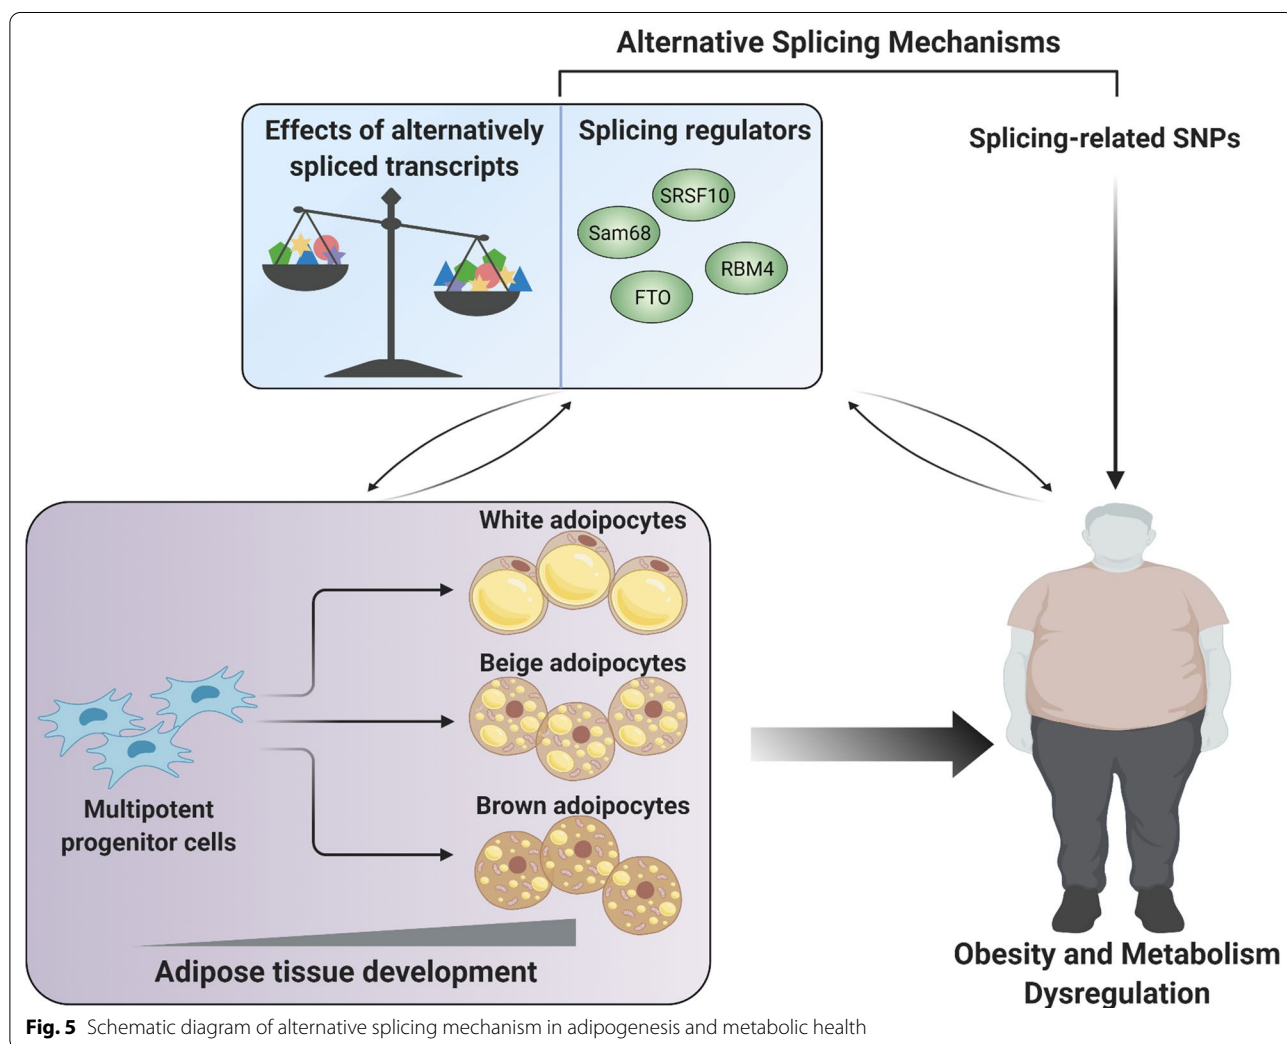 Alternative Splicing Mechanisms
Effects of alternatively
spliced transcripts
Splicing regulators
SRSF10
Sam68
RBM4
FTO
Splicing-related SNPs
White adoipocytes
Beige adoipocytes
Brown adoipocytes
Multipotent
progenitor cells
Adipose tissue development
Obesity and Metabolism
Dysregulation
Fig. 5 Schematic diagram of alternative splicing mechanism in adipogenesis and metabolic health